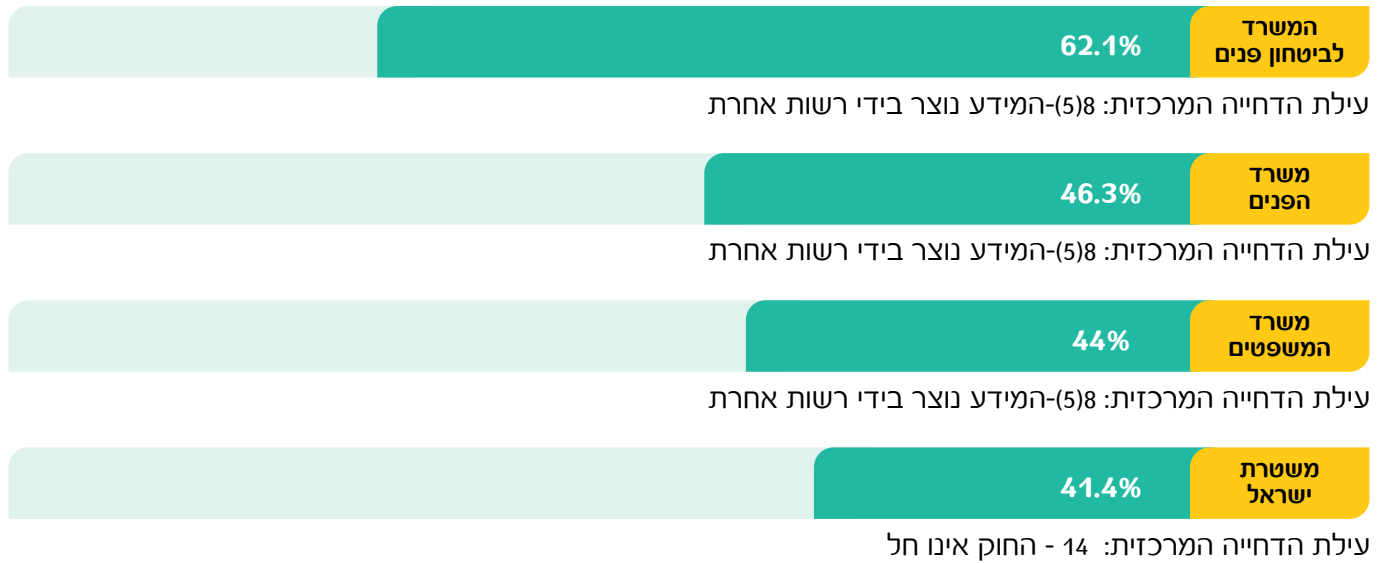 המשרד
לביטחון פנים
62.1%
עילת הדחייה המרכזית: 8(5)-המידע נוצר בידי רשות אחרת
משרד
הפנים
46.3%
עילת הדחייה המרכזית: 8(5)-המידע נוצר בידי רשות אחרת
משרד
המשפטים
44%
עילת הדחייה המרכזית: 8(5)-המידע נוצר בידי רשות אחרת
משטרת
ישראל
41.4%
עילת הדחייה המרכזית: 14 - החוק אינו חל